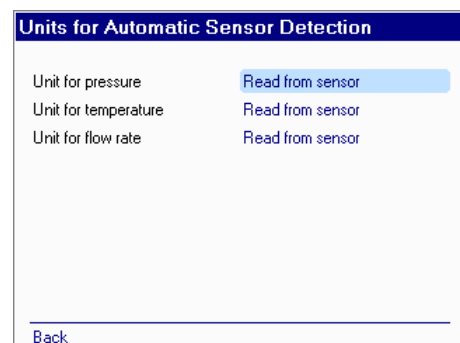 Units for Automatic Sensor Detection
Unit for pressure Read from sensor
Unit for temperature Read from sensor
Unit for flow rate Read from sensor
Back